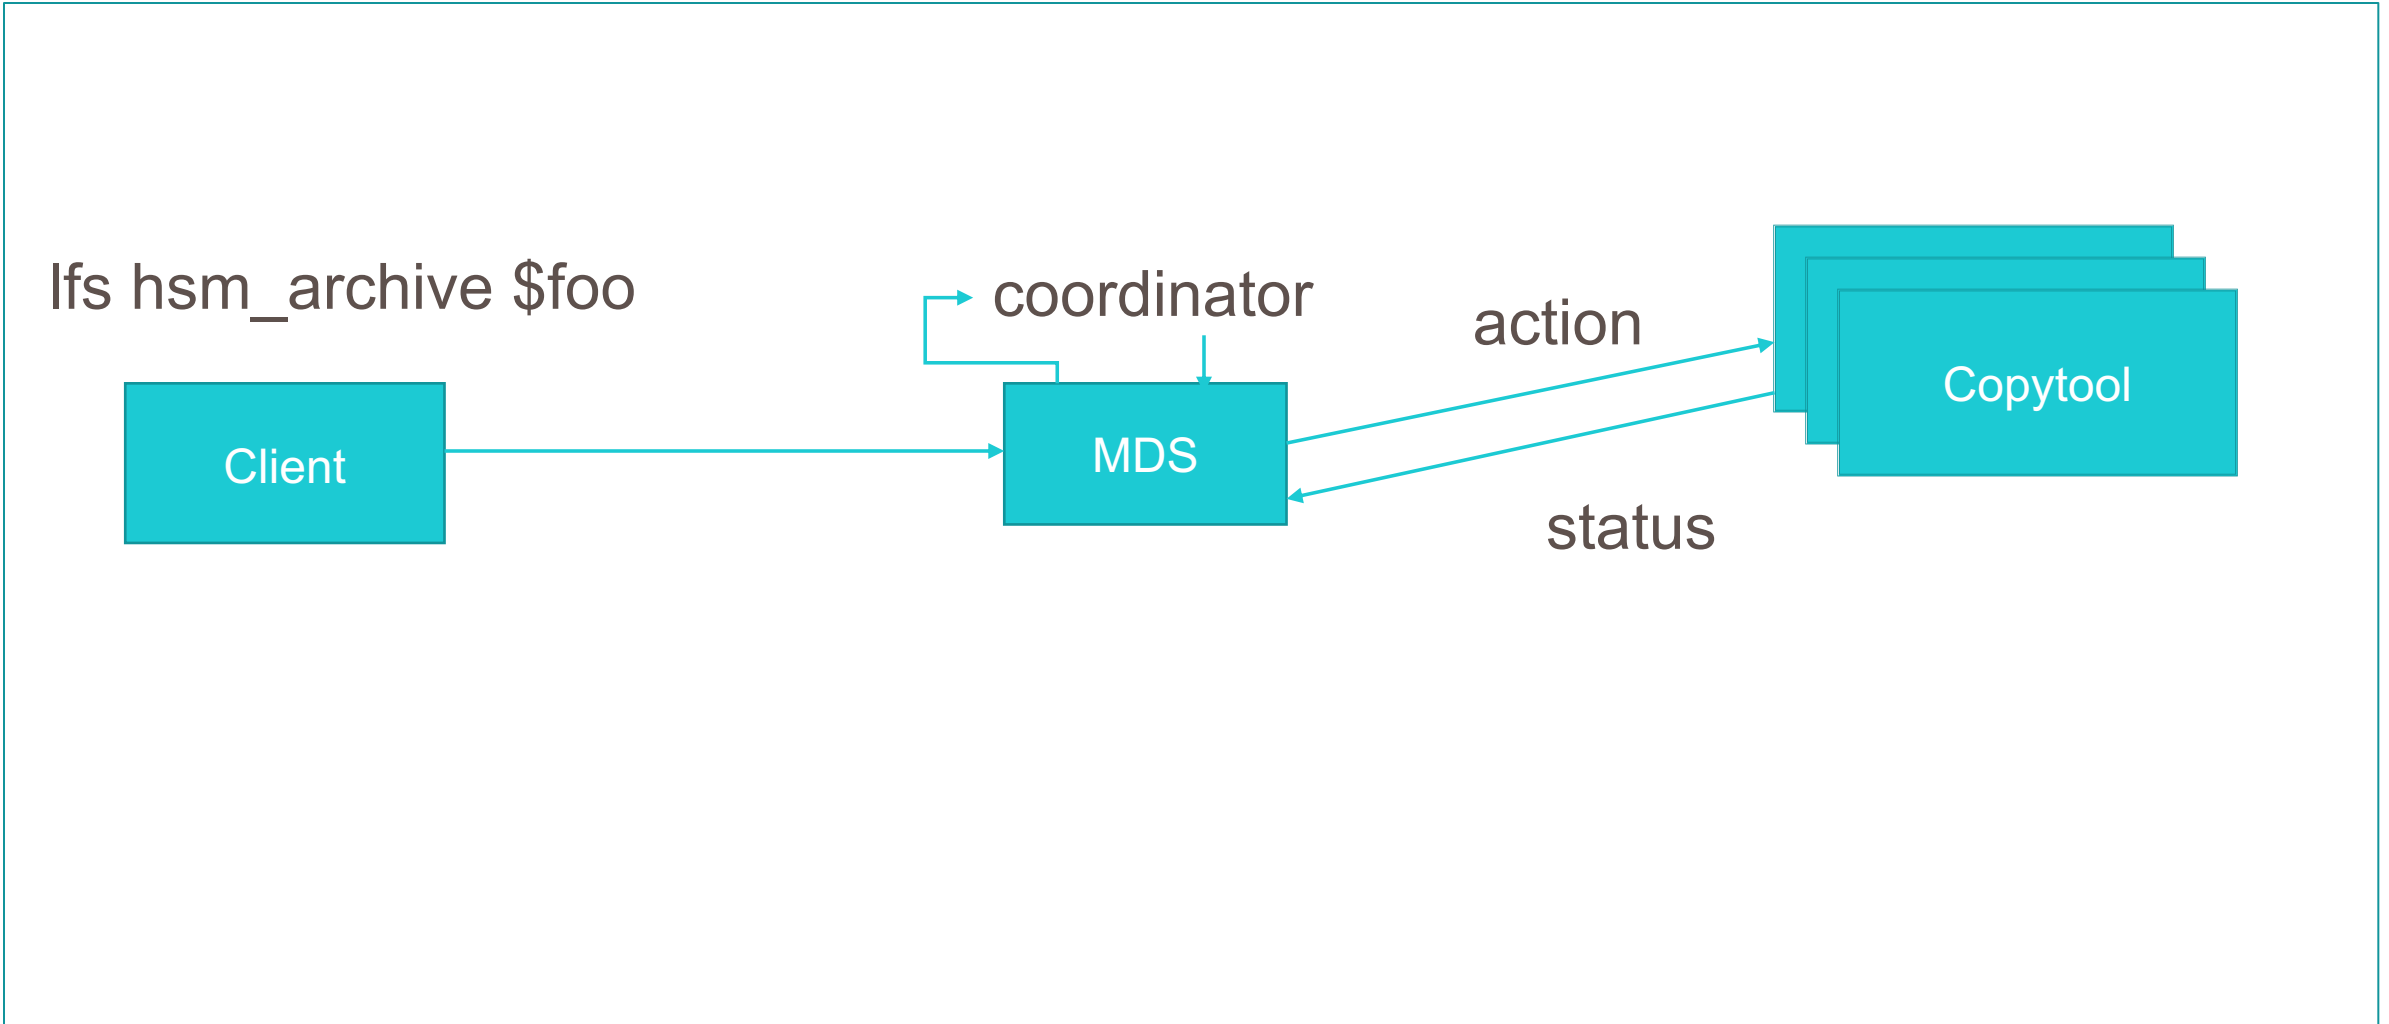 lfs hsm_archive $foo
coordinator
action
Copytool
Client
MDS
status